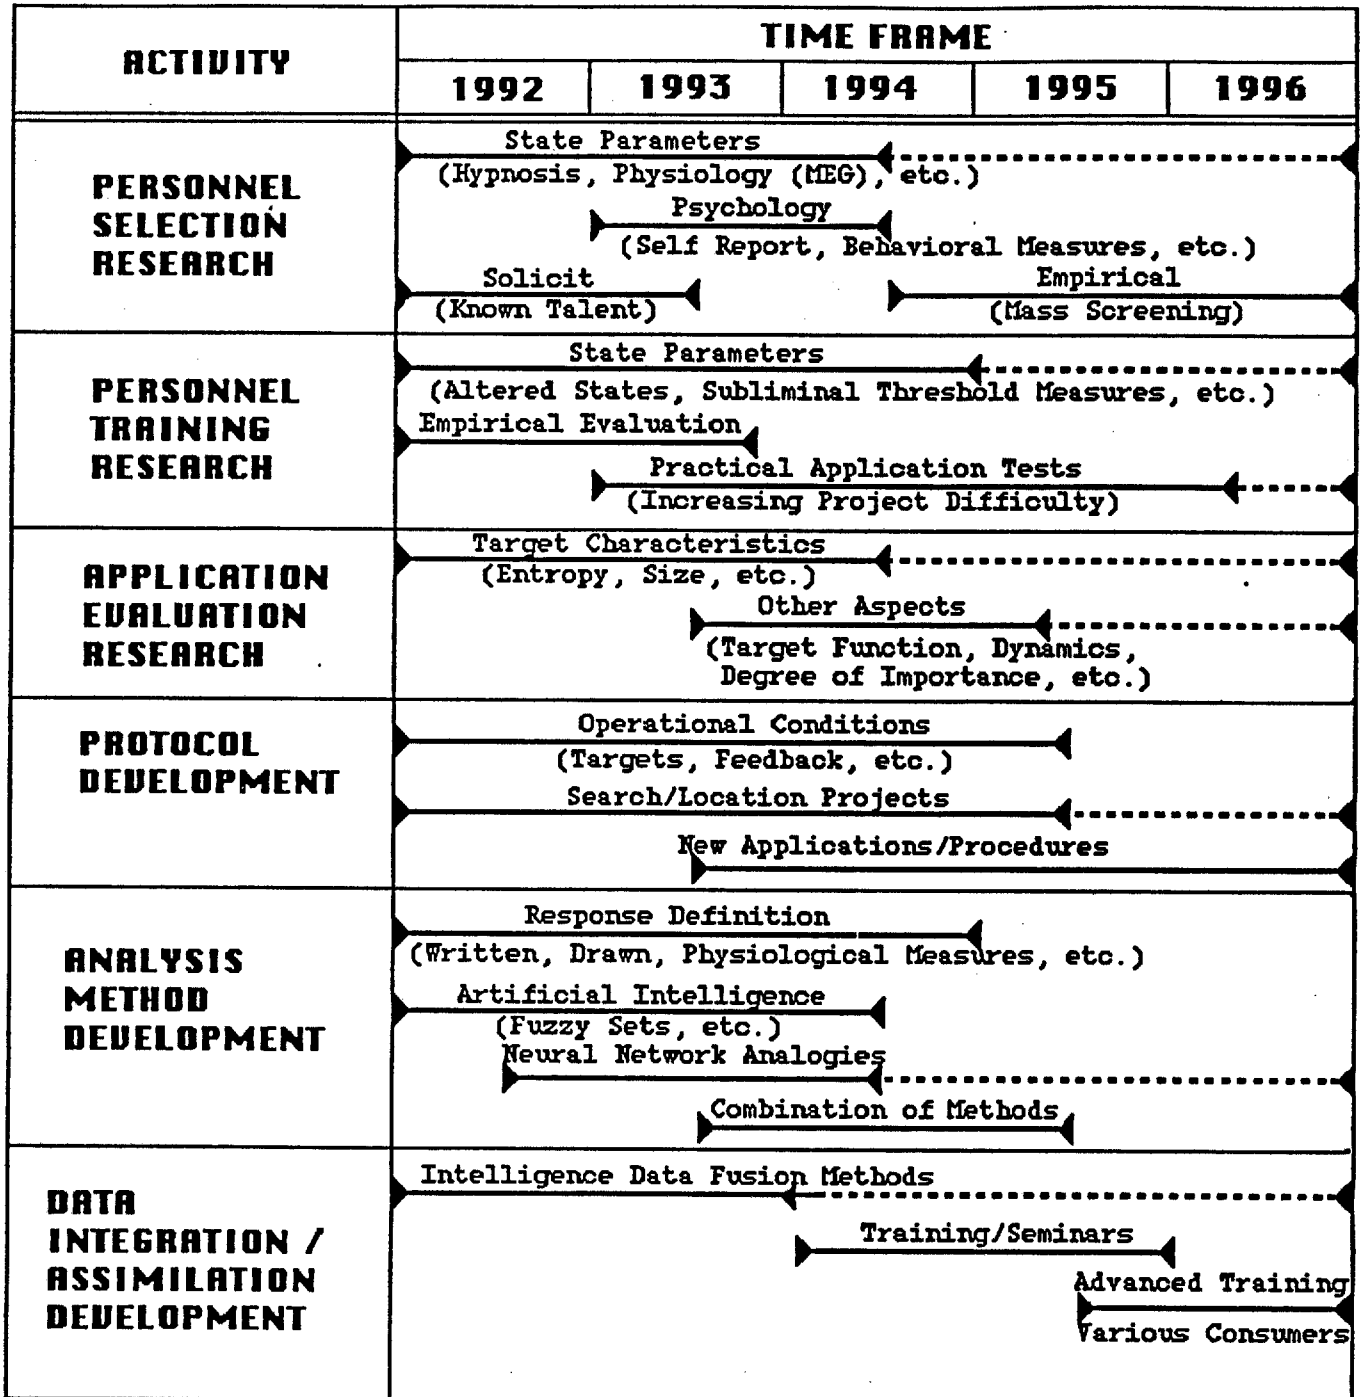 ACTIVITY
TIME FRAME
1992 1993 1994 1995 1996
PERSONNEL
SELECTION
RESEARCH
State Parameters
(Hypnosis, Physiology (MEG), etc.)
Psychology
(Self Report, Behavioral Measures, etc.)
Solicit
(Known Talent)
Empirical
(Mass Screening)
PERSONNEL
TRAINING
RESEARCH
State Parameters
(Altered States, Subliminal Threshold Measures, etc.)
Empirical Evaluation
Practical Application Tests
(Increasing Project Difficulty)
APPLICATION
EVALUATION
RESEARCH
Target Characteristics
(Entropy, Size, etc.)
Other Aspects
(Target Function, Dynamics,
Degree of Importance, etc.)
PROTOCOL
DEVELOPMENT
Operational Conditions
(Targets, Feedback, etc.)
Search/Location Projects
New Applications/Procedures
ANALYSIS
METHOD
DEVELOPMENT
Response Definition
(Written, Drawn, Physiological Measures, etc.)
Artificial Intelligence
(Fuzzy Sets, etc.)
Neural Network Analogies
Combination of Methods
DATA
INTEGRATION /
ASSIMILATION
DEVELOPMENT
Intelligence Data Fusion Methods
Training/Seminars
Advanced Training
Various Consumers